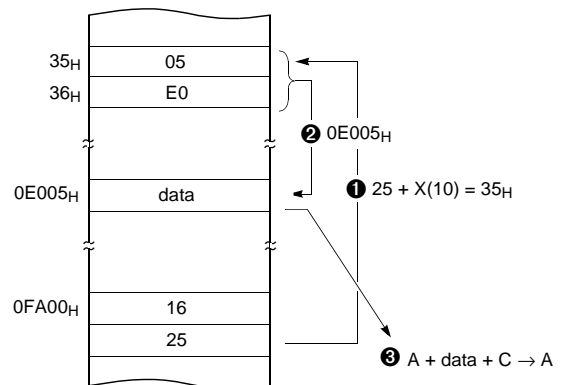 35H 05
36H E0
❷ 0E005H
0E005H data
❶ 25 + X(10) = 35H
0FA00H 16
25
❸ A + data + C → A